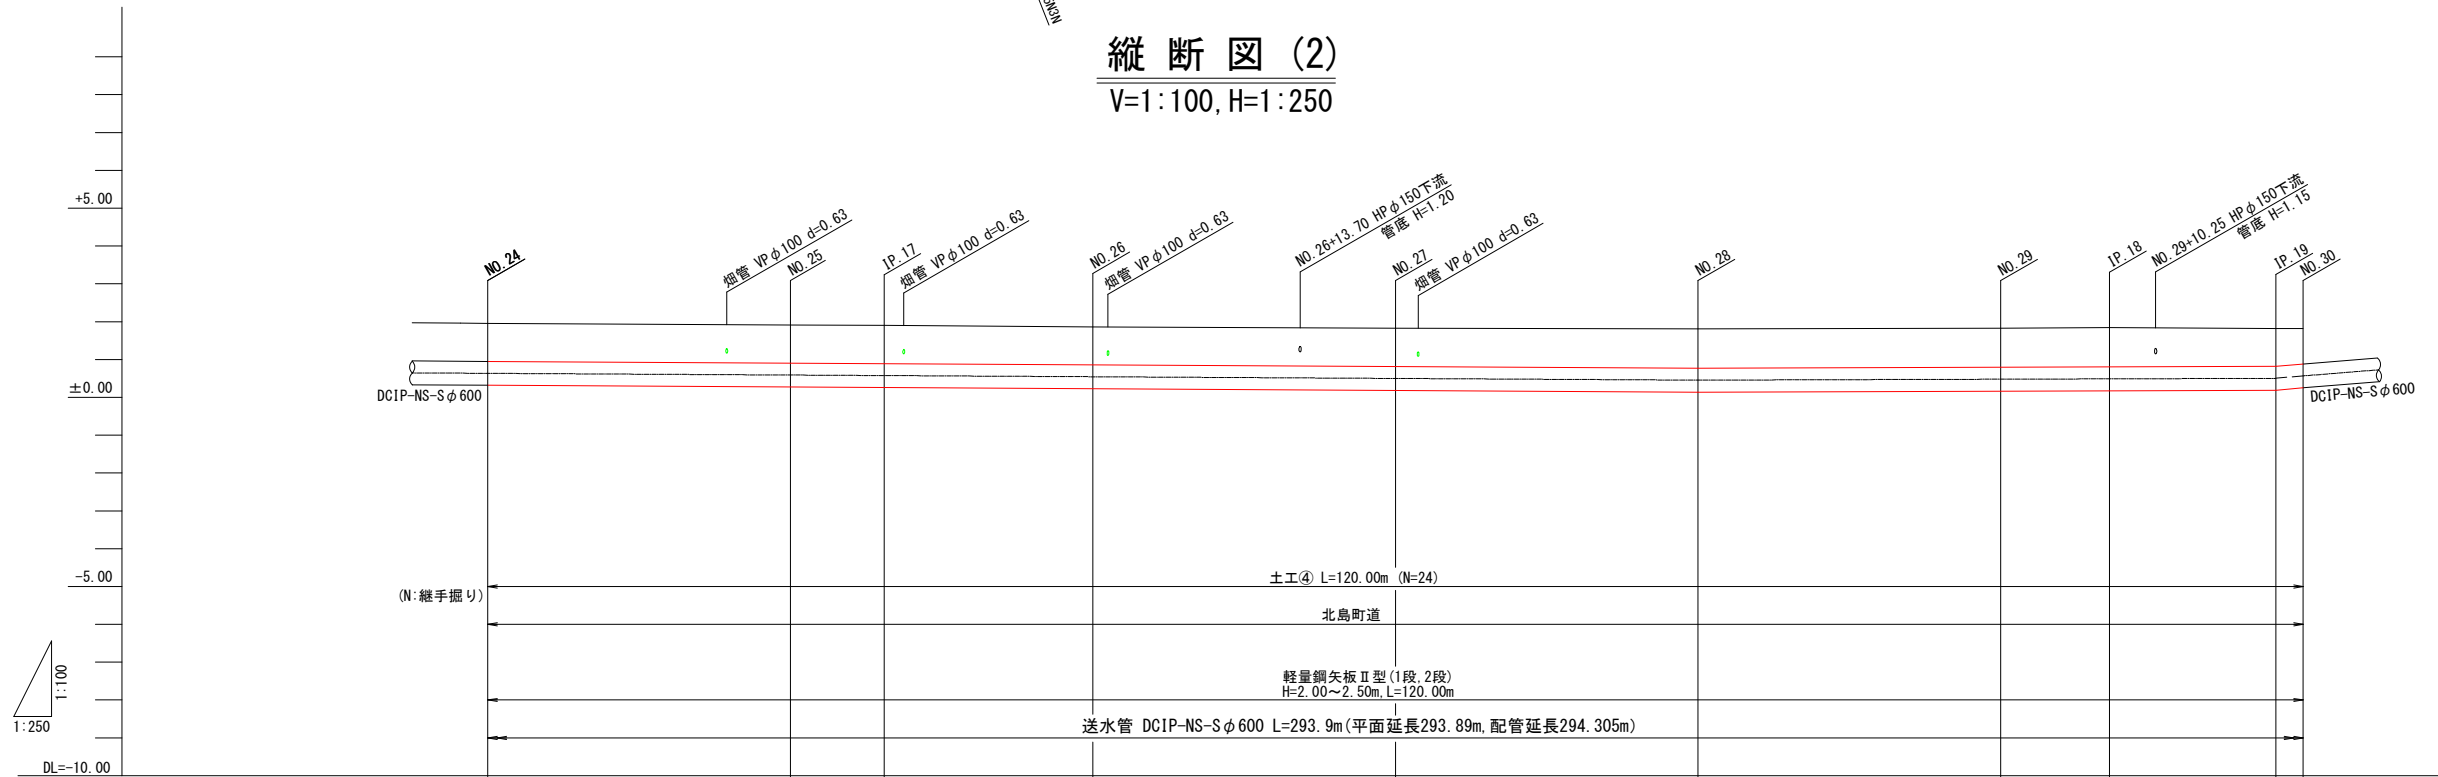 5N3N
縦 断 図 (2)
V=1:100, H=1:250
+5.00
±0.00
-5.00
DL=-10.00
NO.24
畑管 VPφ100 d=0.63
NO.25
IP.17
畑管 VPφ100 d=0.63
NO.26
畑管 VPφ100 d=0.63
NO.26+13.70 HPφ150下流
管底 H=1.20
NO.27
畑管 VPφ100 d=0.63
NO.28
NO.29
IP.18
NO.29+10.25 HPφ150下流
管底 H=1.15
IP.19
NO.30
DCIP-NS-Sφ600
DCIP-NS-Sφ600
土工④ L=120.00m (N=24)
(N:継手掘り)
北島町道
軽量鋼矢板Ⅱ型(1段,2段)
H=2.00～2.50m,L=120.00m
送水管 DCIP-NS-Sφ600 L=293.9m(平面延長293.89m,配管延長294.305m)
1:100
1:250